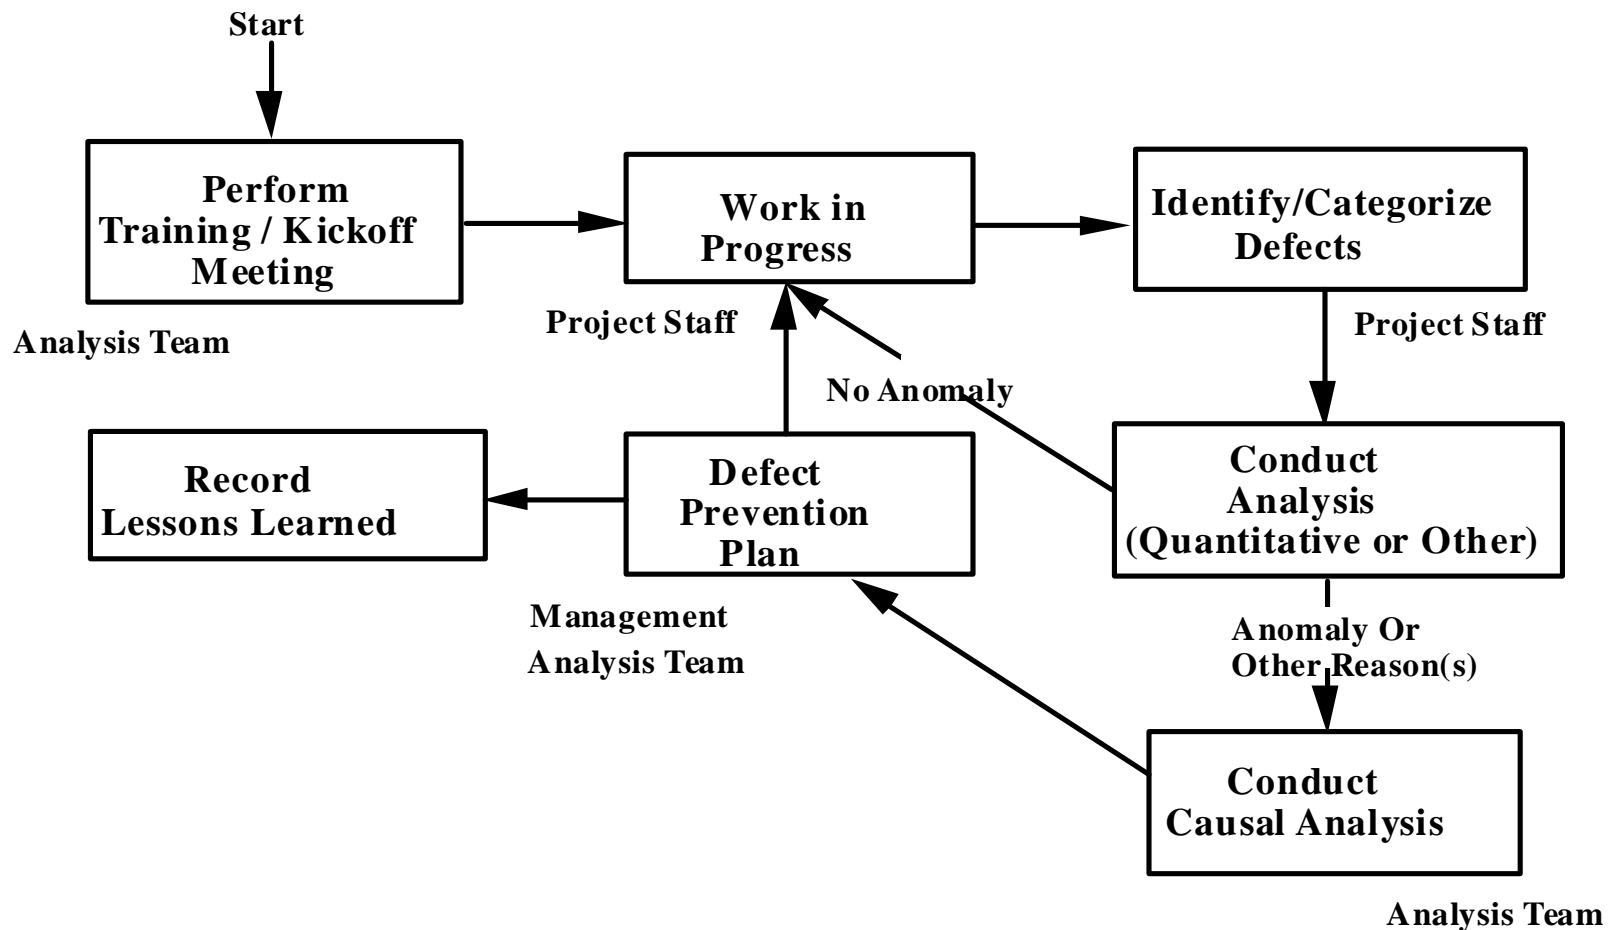 Start
Perform
Training / Kickoff
Meeting
Analysis Team
Work in
Progress
Project Staff
Identify/Categorize
Defects
Project Staff
No Anomaly
Record
Lessons Learned
Defect
Prevention
Plan
Management
Analysis Team
Conduct
Analysis
(Quantitative or Other)
Anomaly Or
Other Reason(s)
Conduct
Causal Analysis
Analysis Team